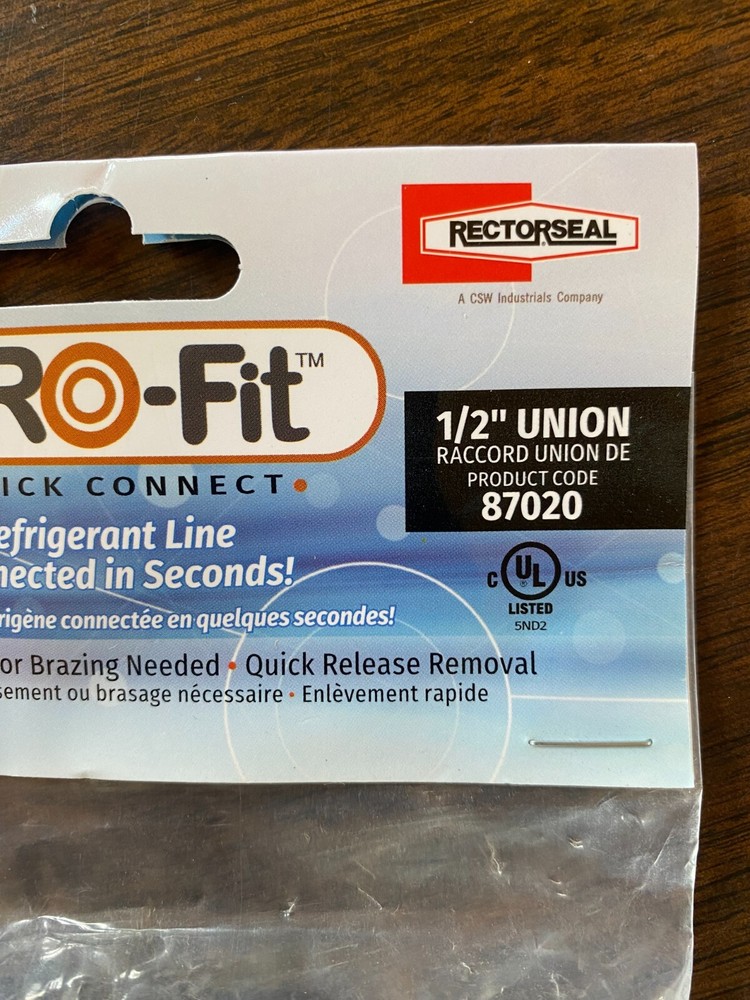 RECTORSEAL
®
A CSW Industrials Company
RO-Fit™
ICK CONNECT •
1/2" UNION
RACCORD UNION DE
PRODUCT CODE
87020
efrigerant Line
nected in Seconds!
rigène connectée en quelques secondes!
C UL ® US
LISTED
5ND2
or Brazing Needed • Quick Release Removal
sement ou brasage nécessaire • Enlèvement rapide